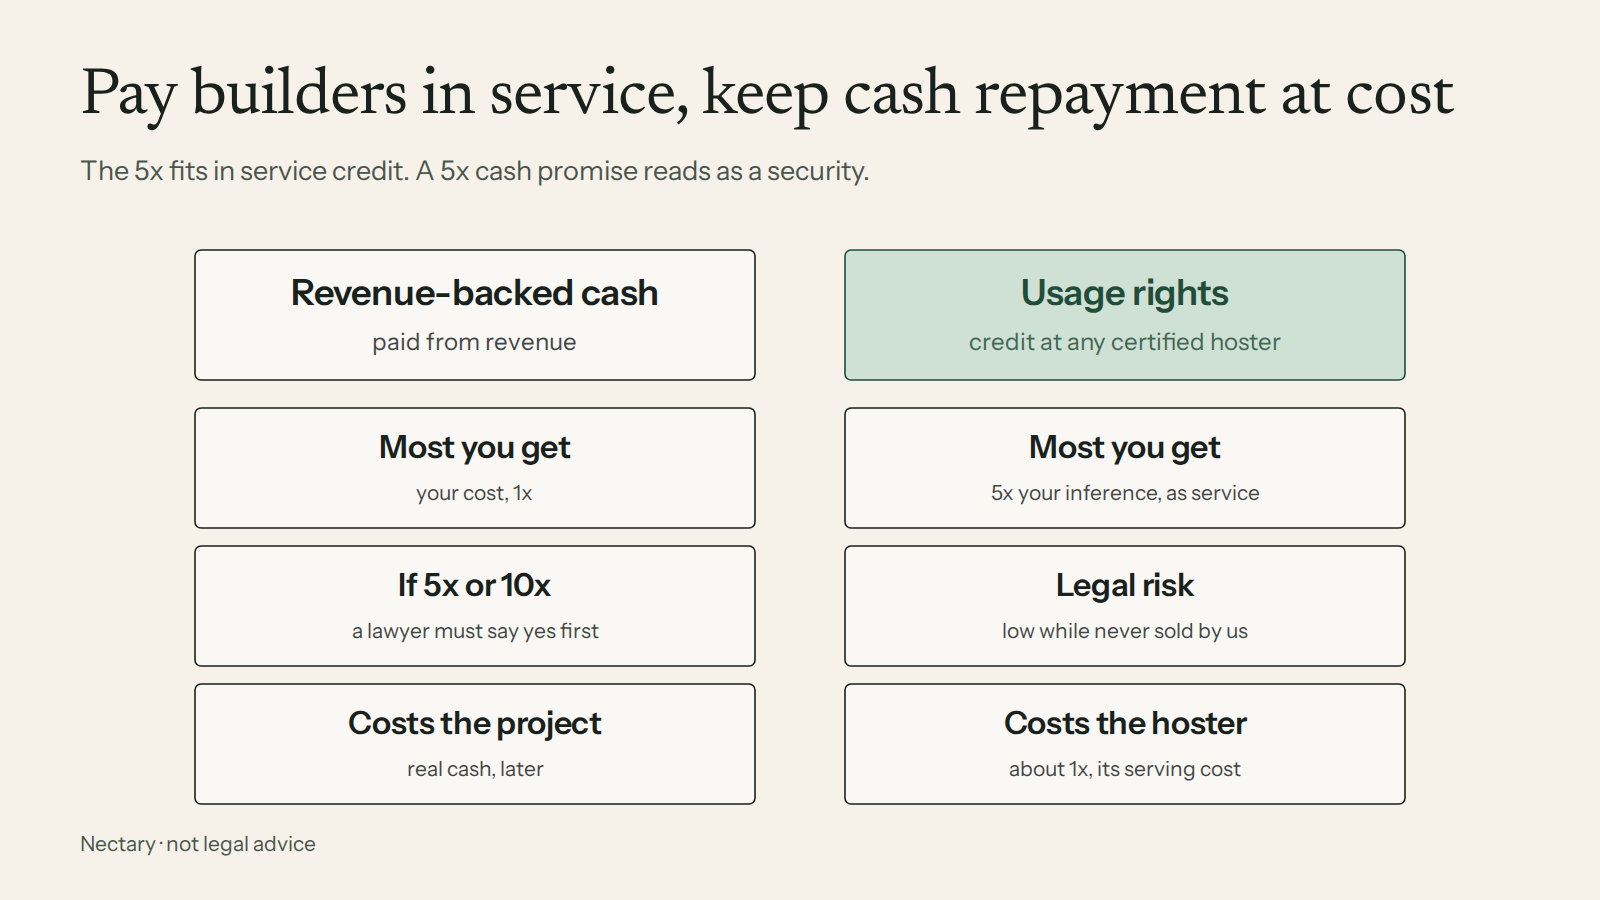 Pay builders in service, keep cash repayment at cost
The 5x fits in service credit. A 5x cash promise reads as a security.
Revenue-backed cash
paid from revenue
Usage rights
credit at any certified hoster
Most you get
your cost, 1x
Most you get
5x your inference, as service
If 5x or 10x
a lawyer must say yes first
Legal risk
low while never sold by us
Costs the project
real cash, later
Costs the hoster
about 1x, its serving cost
Nectary · not legal advice